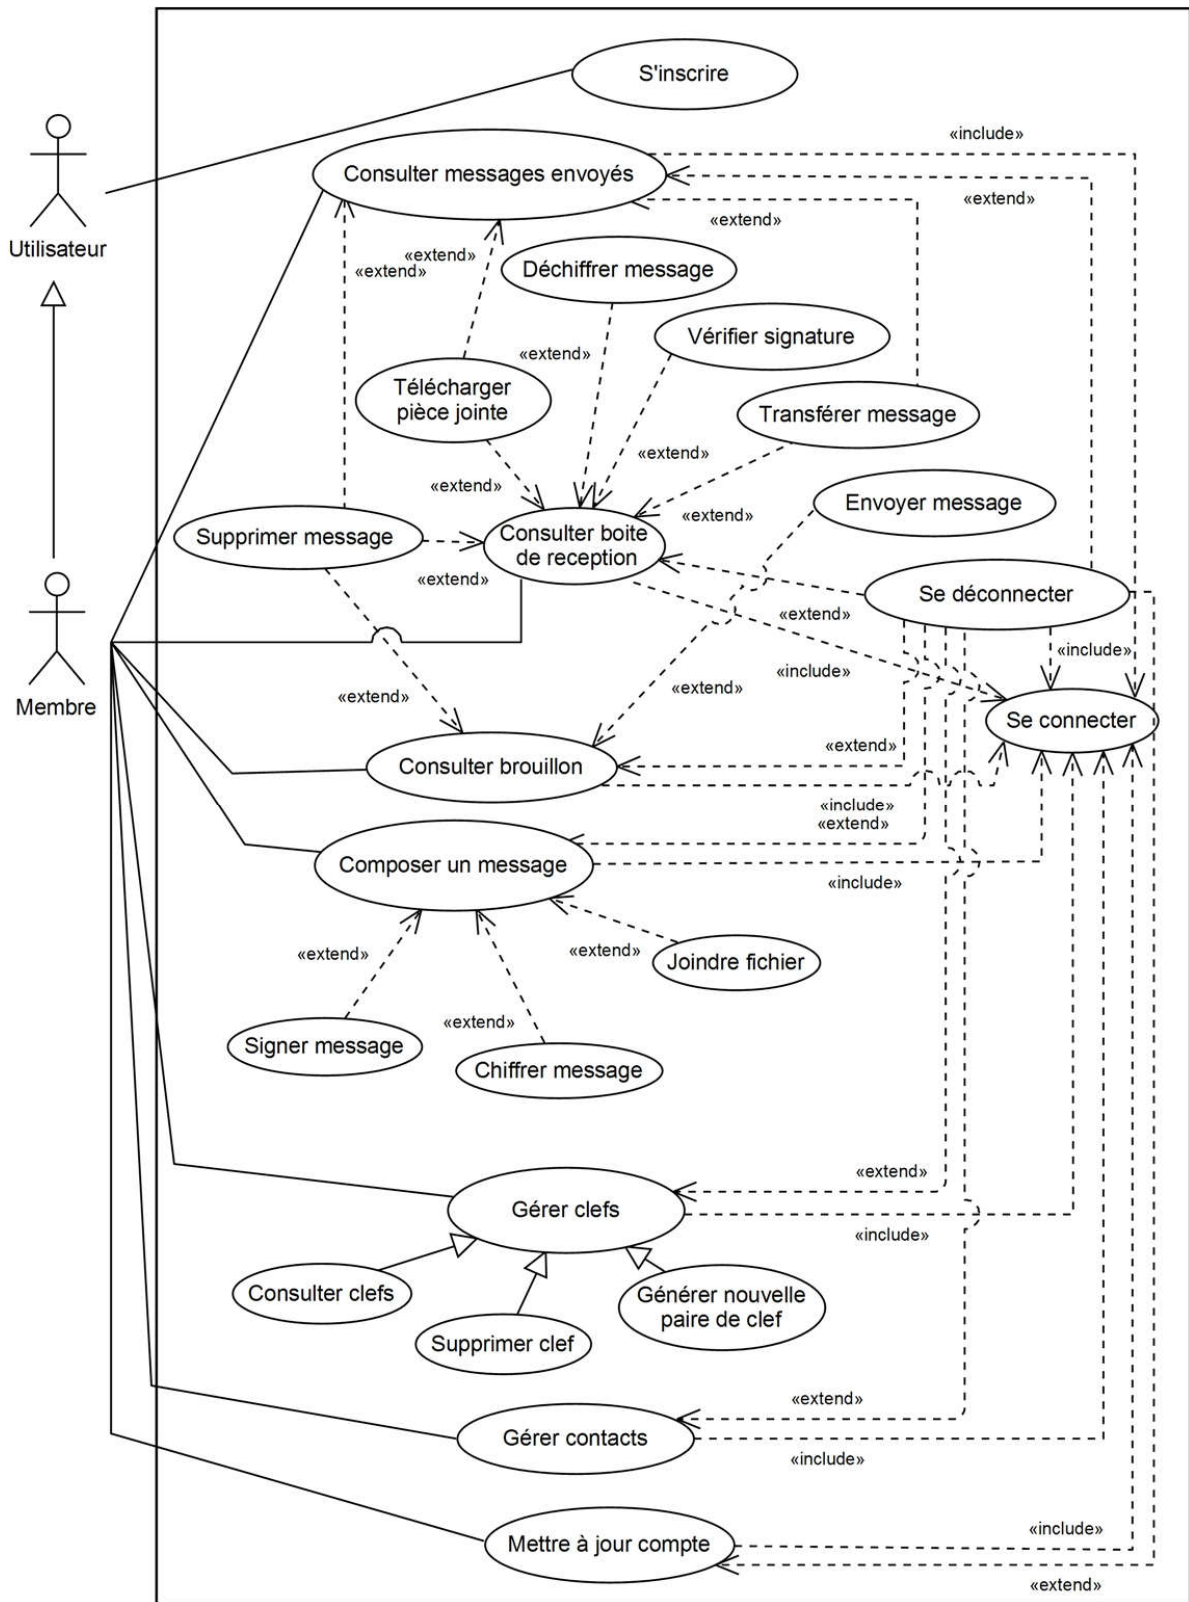 S'inscrire
«include»
Utilisateur
Consulter messages envoyés
«extend»
«extend»
«extend»
«extend»
Déchiffrer message
Vérifier signature
«extend»
Télécharger
pièce jointe
Transférer message
«extend»
«extend»
Envoyer message
Supprimer message
Consulter boite
de reception
«extend»
«extend»
Se déconnecter
«extend»
«include»
«extend»
«include»
Membre
«extend»
Se connecter
Consulter brouillon
«extend»
«include»
«extend»
Composer un message
«include»
«extend»
«extend»
Joindre fichier
Signer message
«extend»
Chiffrer message
«extend»
Gérer clefs
«include»
Consulter clefs
Générer nouvelle
paire de clef
Supprimer clef
«extend»
Gérer contacts
«include»
Mettre à jour compte
«include»
«extend»